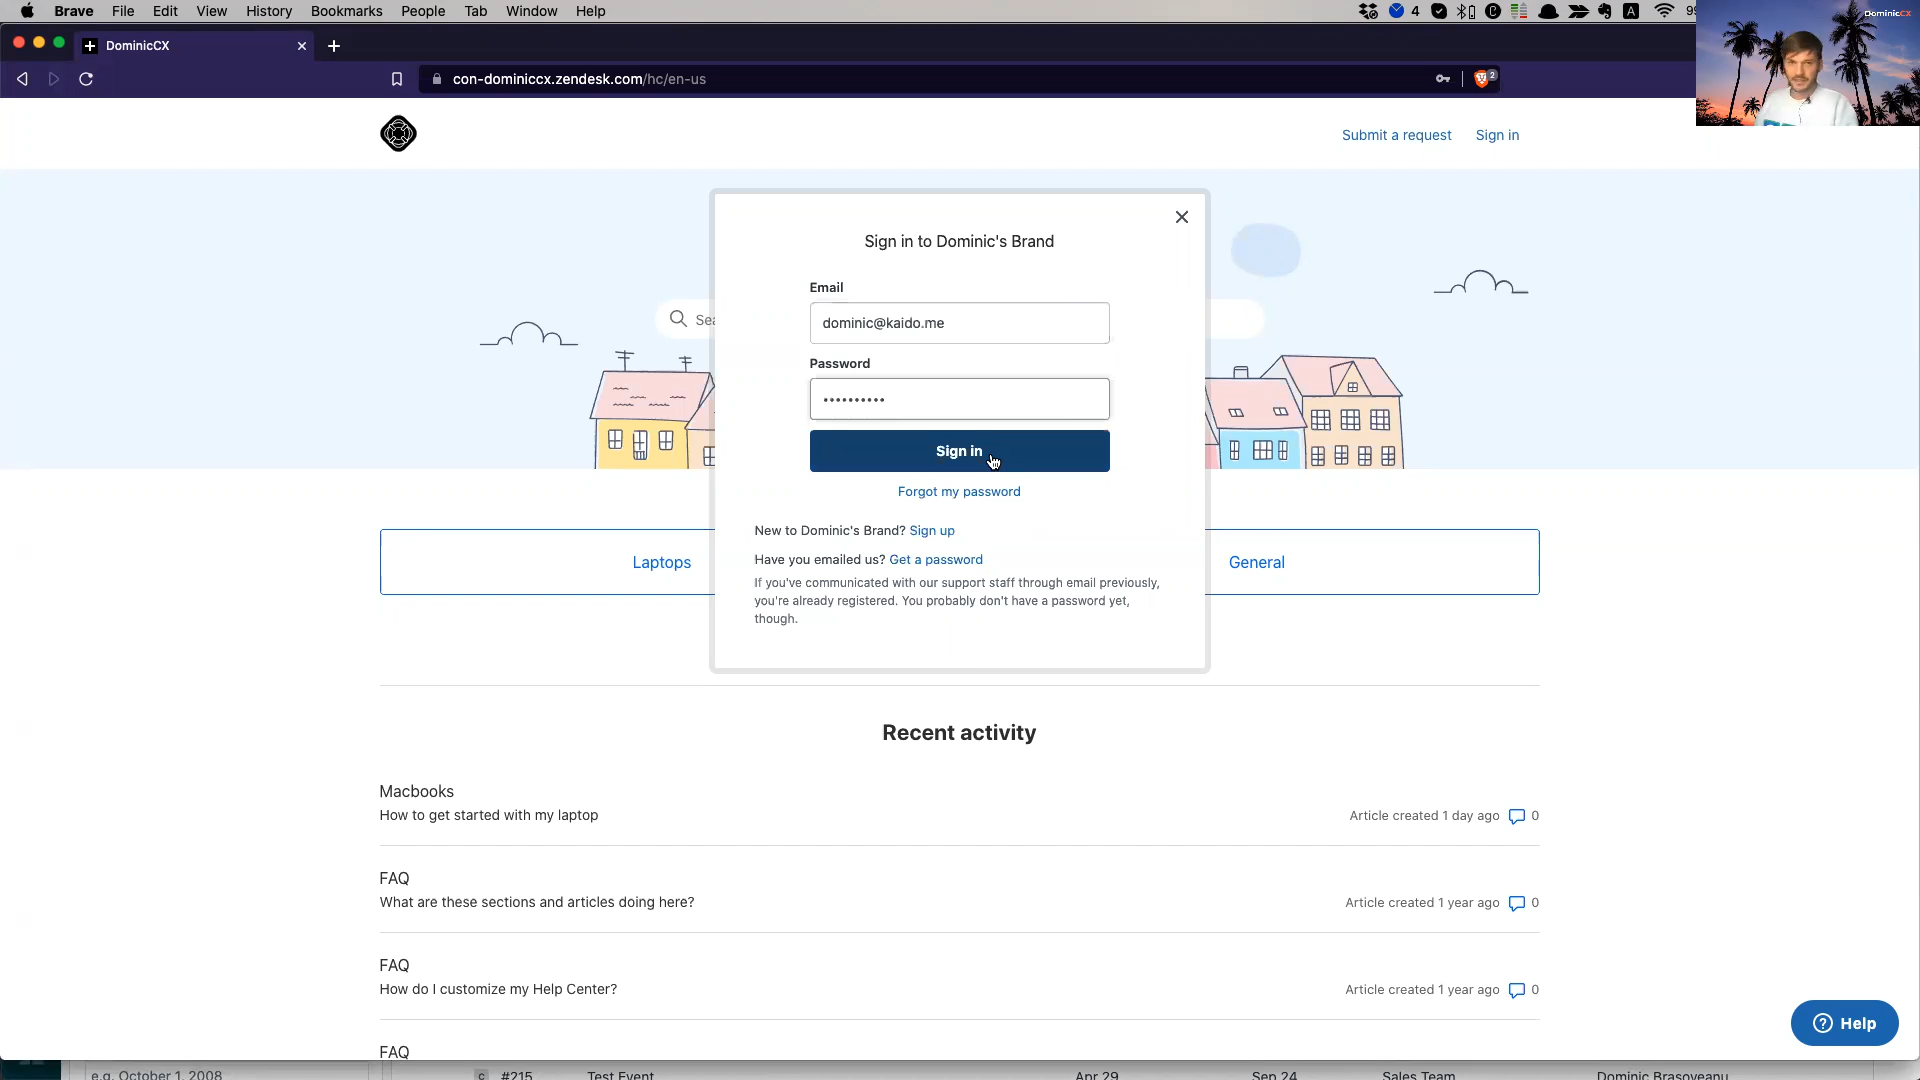 Brave File Edit View History Bookmarks People Tab Window Help
4
DominicCX
DominicCX
con-dominiccx.zendesk.com/hc/en-us
2
Submit a request Sign in
Sign in to Dominic's Brand
Email
dominic@kaido.me
Sea
Password
••••••••••
Sign in
Forgot my password
New to Dominic's Brand? Sign up
Have you emailed us? Get a password
If you've communicated with our support staff through email previously,
you're already registered. You probably don't have a password yet,
though.
Laptops
General
Recent activity
Macbooks
How to get started with my laptop
Article created 1 day ago 0
FAQ
What are these sections and articles doing here?
Article created 1 year ago 0
FAQ
How do I customize my Help Center?
Article created 1 year ago 0
FAQ
Help
e.g. October 1, 2008 c #215 Test Event Apr 29 Sep 24 Sales Team Dominic Brasoveanu